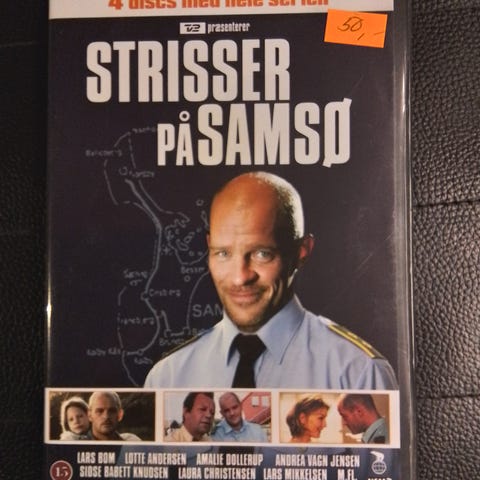 4 discs med hele serien
50,-
TV2 præsenterer
STRISSER
PÅ SAMSØ
SAM
LARS BOM LOTTE ANDERSEN AMALIE DOLLERUP ANDREA VAGN JENSEN
SIDSE BABETT KNUDSEN LAURA CHRISTENSEN LARS MIKKELSEN M.FL.
15